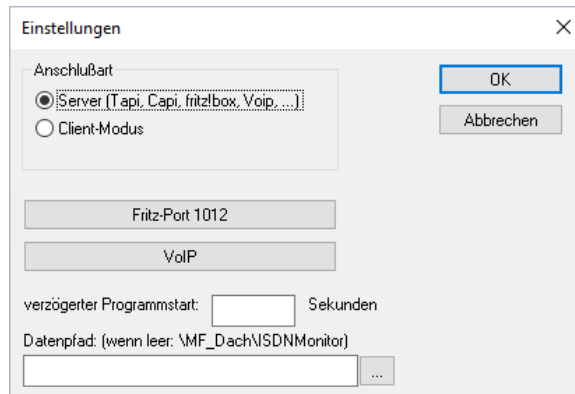 Einstellungen
Anschlußart
Server (Tapi, Capi, fritz!box, Voip, ...)
OK
Client-Modus
Abbrechen
Fritz-Port 1012
VoIP
verzögerter Programmstart: Sekunden
Datenpfad: (wenn leer: \MF_Dach\ISDNMonitor)
...